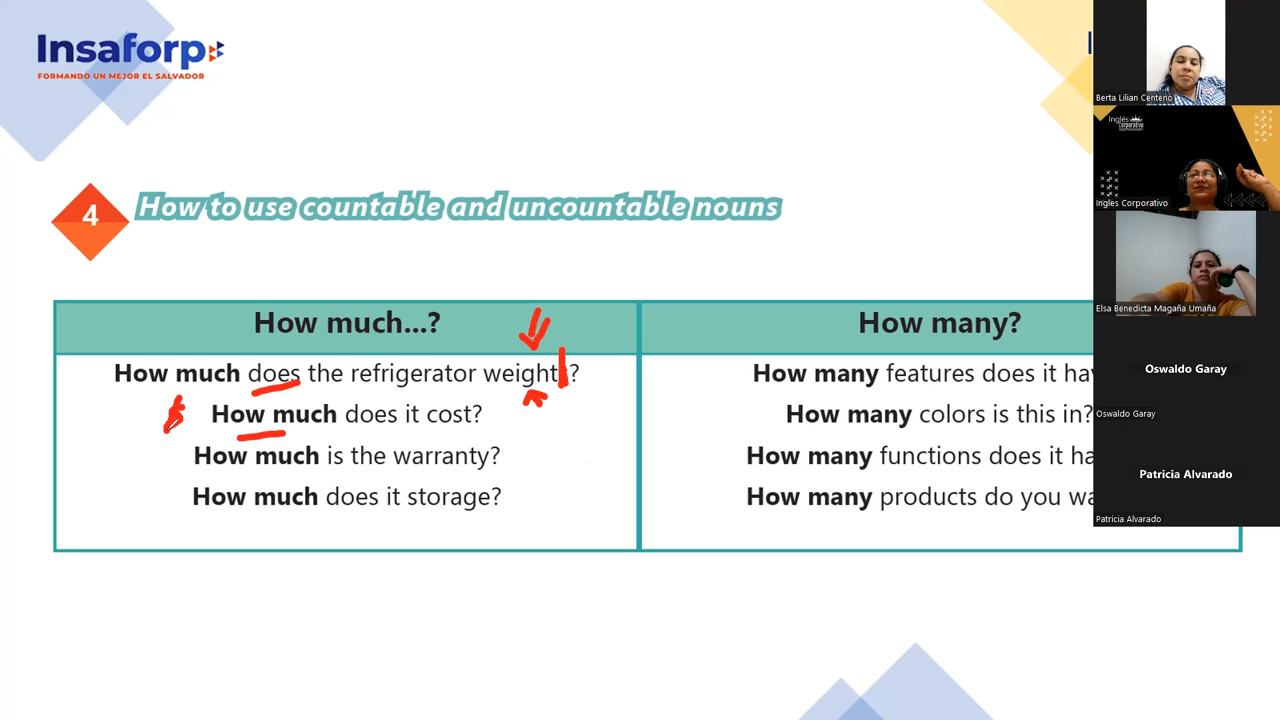 Insaforp
FORMANDO UN MEJOR EL SALVADOR
4
How to use countable and uncountable nouns
How much...?
How much does the refrigerator weights?
How much does it cost?
How much is the warranty?
How much does it storage?
How many?
How many features does it
How many colors is this in?
How many functions does it
How many products do you
Berta Lilian Centeno
Inglés
Corporativo
Ingles Corporativo
Elsa Benedicta Magaña Umaña
Oswaldo Garay
Oswaldo Garay
Patricia Alvarado
Patricia Alvarado